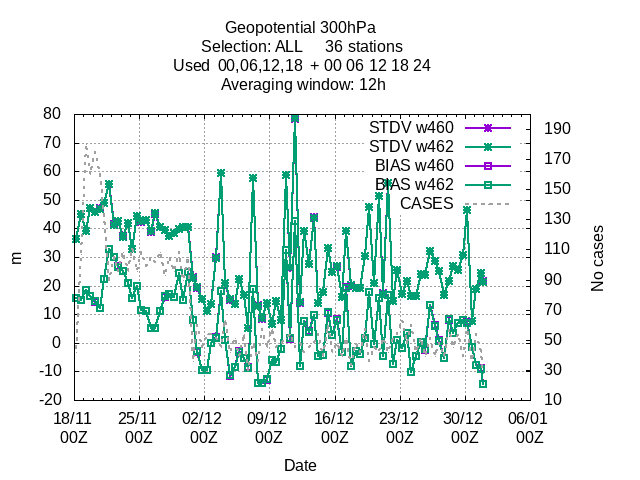 Geopotential 300hPa
Selection: ALL 36 stations
Used 00,06,12,18 + 00 06 12 18 24
Averaging window: 12h
STDV w460
STDV w462
BIAS w460
BIAS w462
CASES
80
70
60
50
40
30
20
10
0
-10
-20
m
190
170
150
130
110
90
70
50
30
10
No cases
18/11 25/11 02/12 09/12 16/12 23/12 30/12 06/01
00Z 00Z 00Z 00Z 00Z 00Z 00Z 00Z
Date